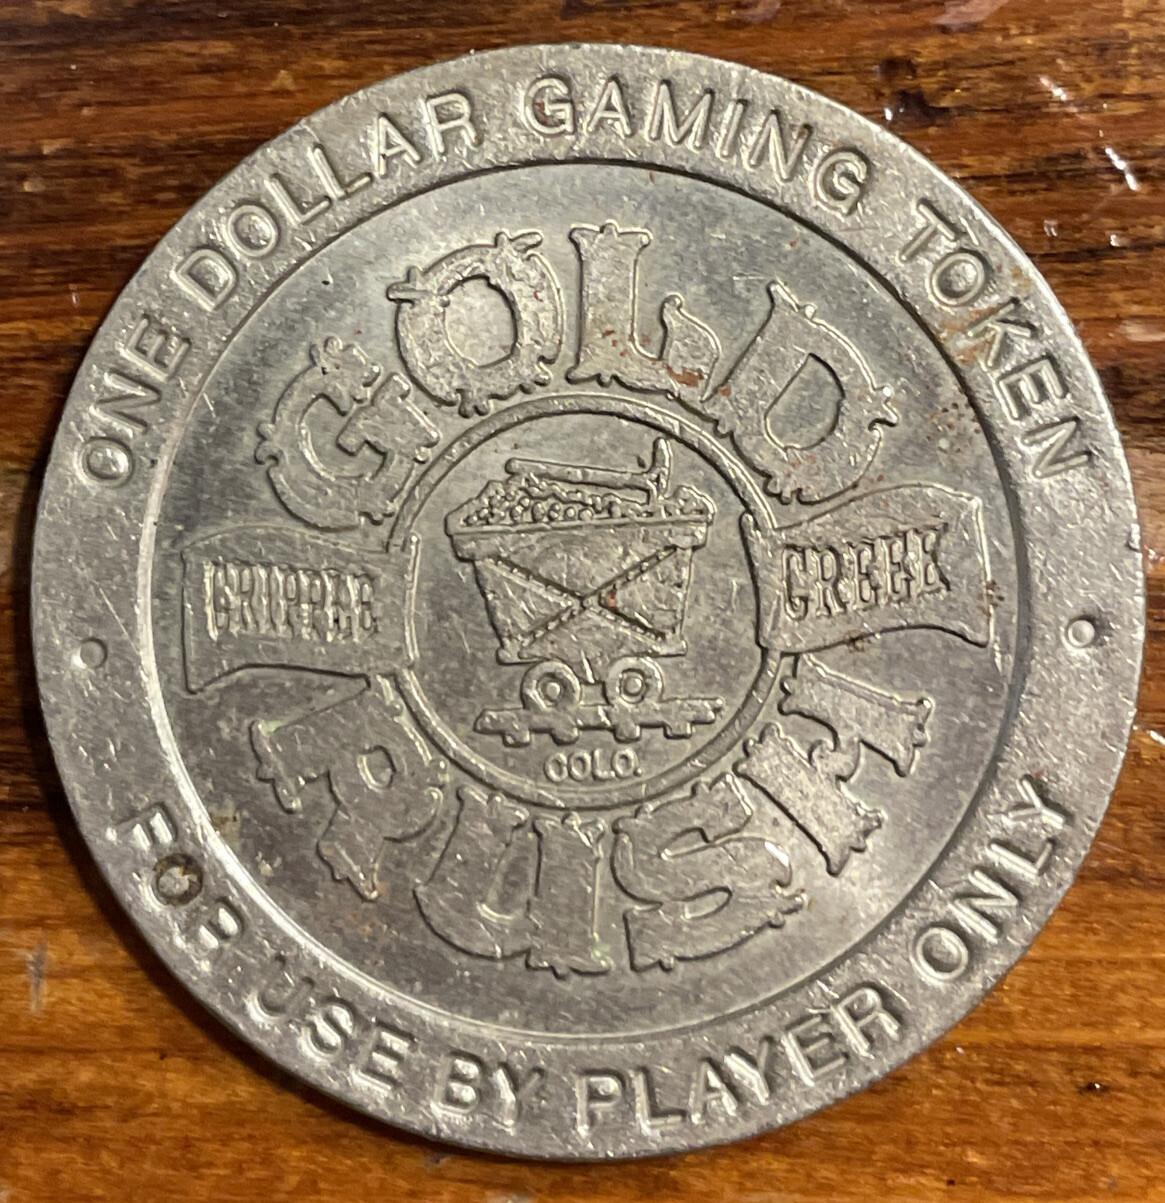 ONE DOLLAR GAMING TOKEN
GOLD
CRIPPLE CREEK
COLO.
RUSH
FOR USE BY PLAYER ONLY